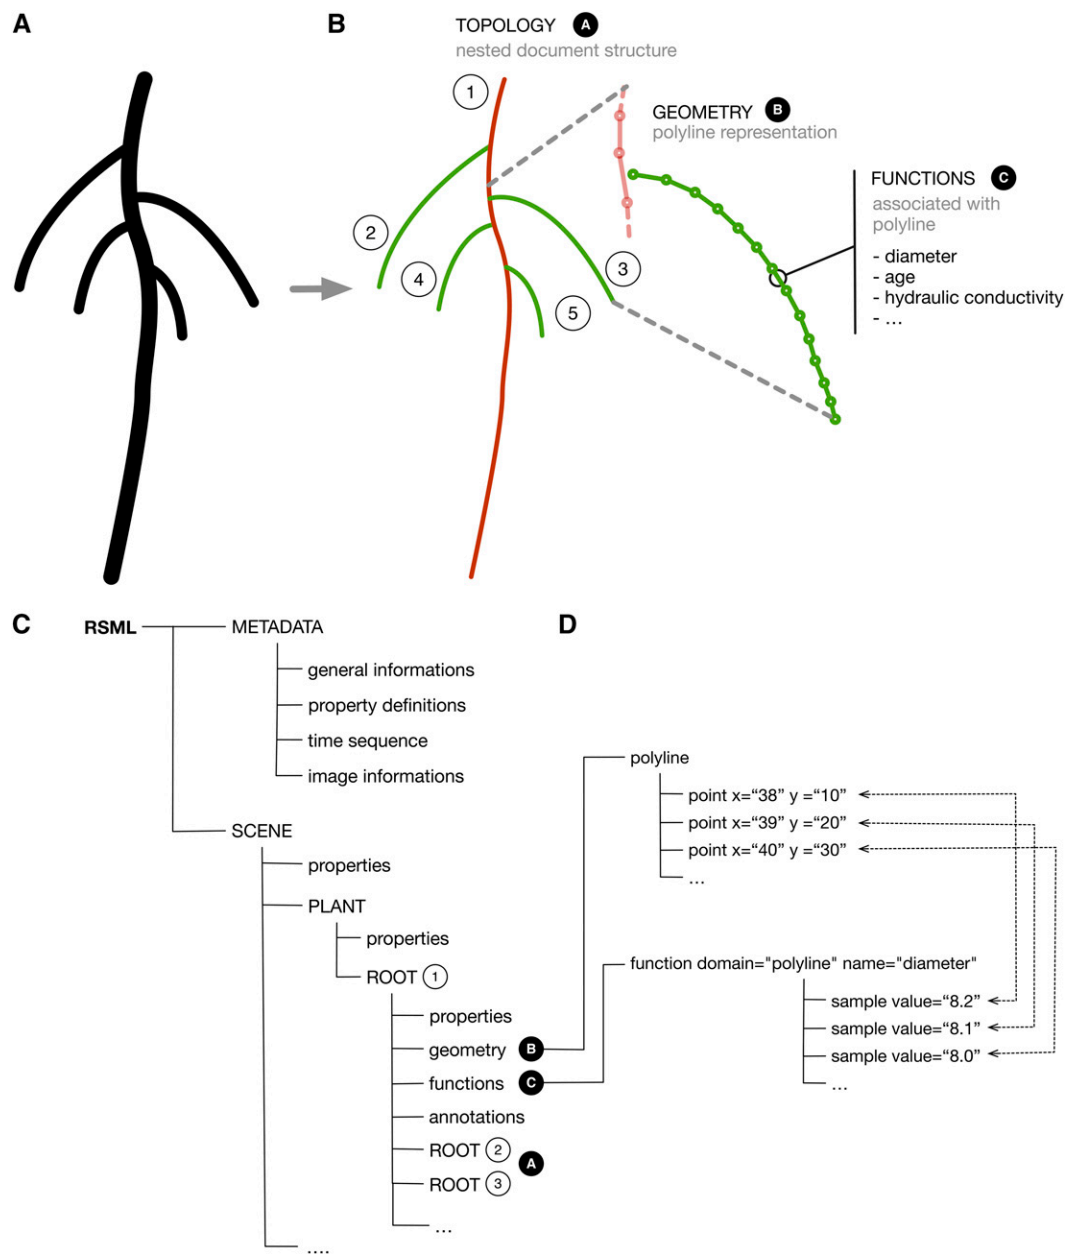 A
B
TOPOLOGY A
nested document structure
1
GEOMETRY B
polyline representation
FUNCTIONS C
associated with
polyline
- diameter
- age
- hydraulic conductivity
- ...
2
3
4
5
C
RSML
METADATA
general informations
property definitions
time sequence
image informations
SCENE
properties
PLANT
properties
ROOT 1
properties
geometry B
functions C
annotations
ROOT 2
A
ROOT 3
...
....
D
polyline
point x=“38” y =“10”
point x=“39” y =“20”
point x=“40” y =“30”
...
function domain="polyline" name="diameter"
sample value=“8.2”
sample value=“8.1”
sample value=“8.0”
...